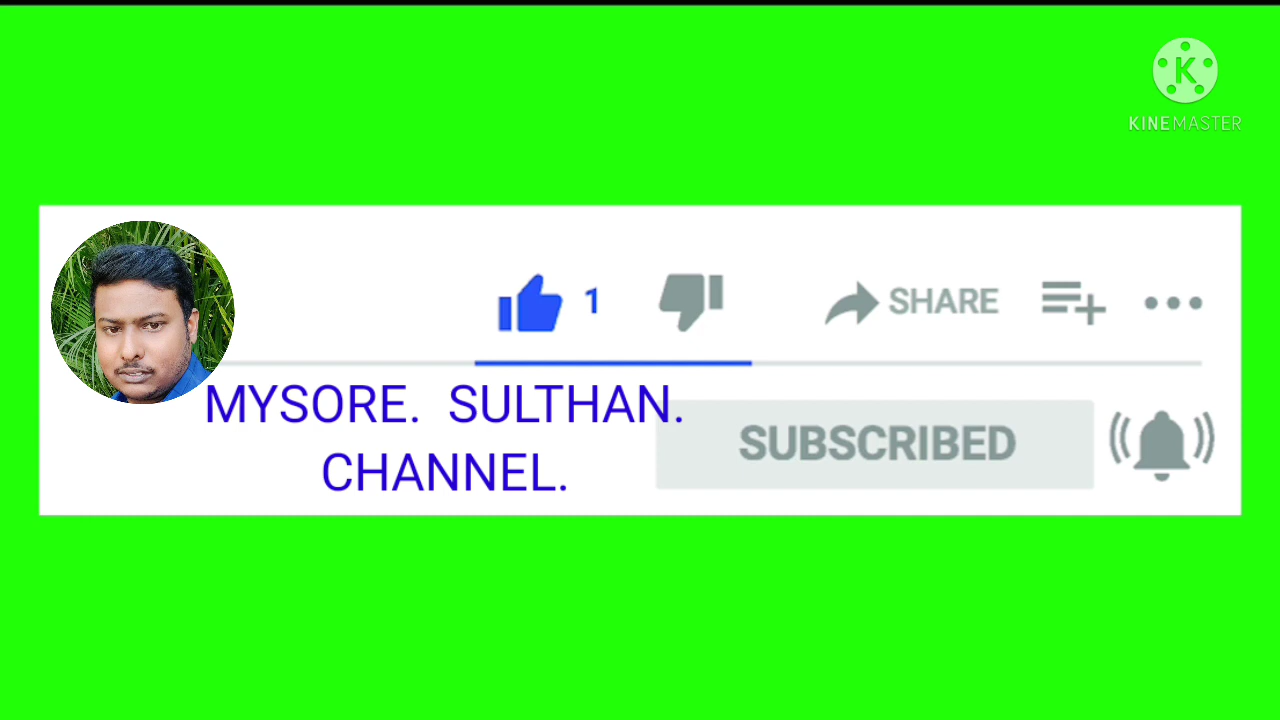 KINEMASTER
1
SHARE
MYSORE. SULTHAN.
CHANNEL.
SUBSCRIBED